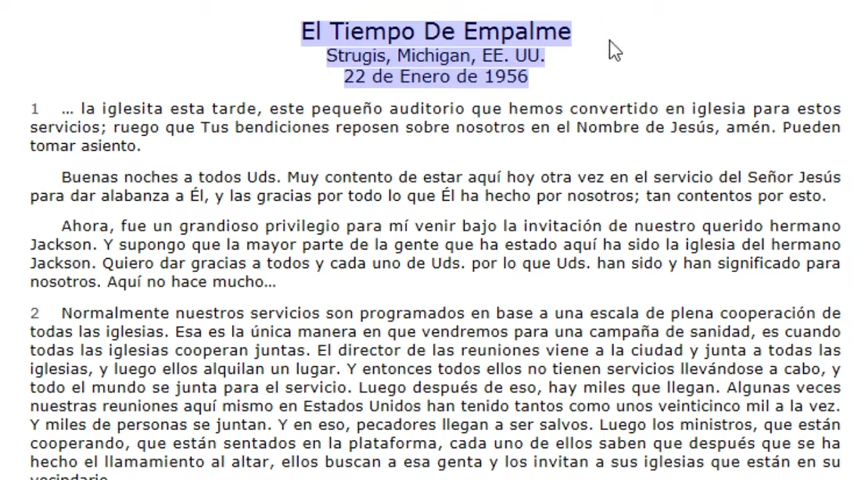 El Tiempo De Empalme
Strugis, Michigan, EE. UU.
22 de Enero de 1956
1 … la iglesita esta tarde, este pequeño auditorio que hemos convertido en iglesia para estos
servicios; ruego que Tus bendiciones reposen sobre nosotros en el Nombre de Jesús, amén. Pueden
tomar asiento.
Buenas noches a todos Uds. Muy contento de estar aquí hoy otra vez en el servicio del Señor Jesús
para dar alabanza a Él, y las gracias por todo lo que Él ha hecho por nosotros; tan contentos por esto.
Ahora, fue un grandioso privilegio para mí venir bajo la invitación de nuestro querido hermano
Jackson. Y supongo que la mayor parte de la gente que ha estado aquí ha sido la iglesia del hermano
Jackson. Quiero dar gracias a todos y cada uno de Uds. por lo que Uds. han sido y han significado para
nosotros. Aquí no hace mucho…
2 Normalmente nuestros servicios son programados en base a una escala de plena cooperación de
todas las iglesias. Esa es la única manera en que vendremos para una campaña de sanidad, es cuando
todas las iglesias cooperan juntas. El director de las reuniones viene a la ciudad y junta a todas las
iglesias, y luego ellos alquilan un lugar. Y entonces todos ellos no tienen servicios llevándose a cabo, y
todo el mundo se junta para el servicio. Luego después de eso, hay miles que llegan. Algunas veces
nuestras reuniones aquí mismo en Estados Unidos han tenido tantos como unos veinticinco mil a la vez.
Y miles de personas se juntan. Y en eso, pecadores llegan a ser salvos. Luego los ministros, que están
cooperando, que están sentados en la plataforma, cada uno de ellos saben que después que se ha
hecho el llamamiento al altar, ellos buscan a esa genta y los invitan a sus iglesias que están en su
vecindario.